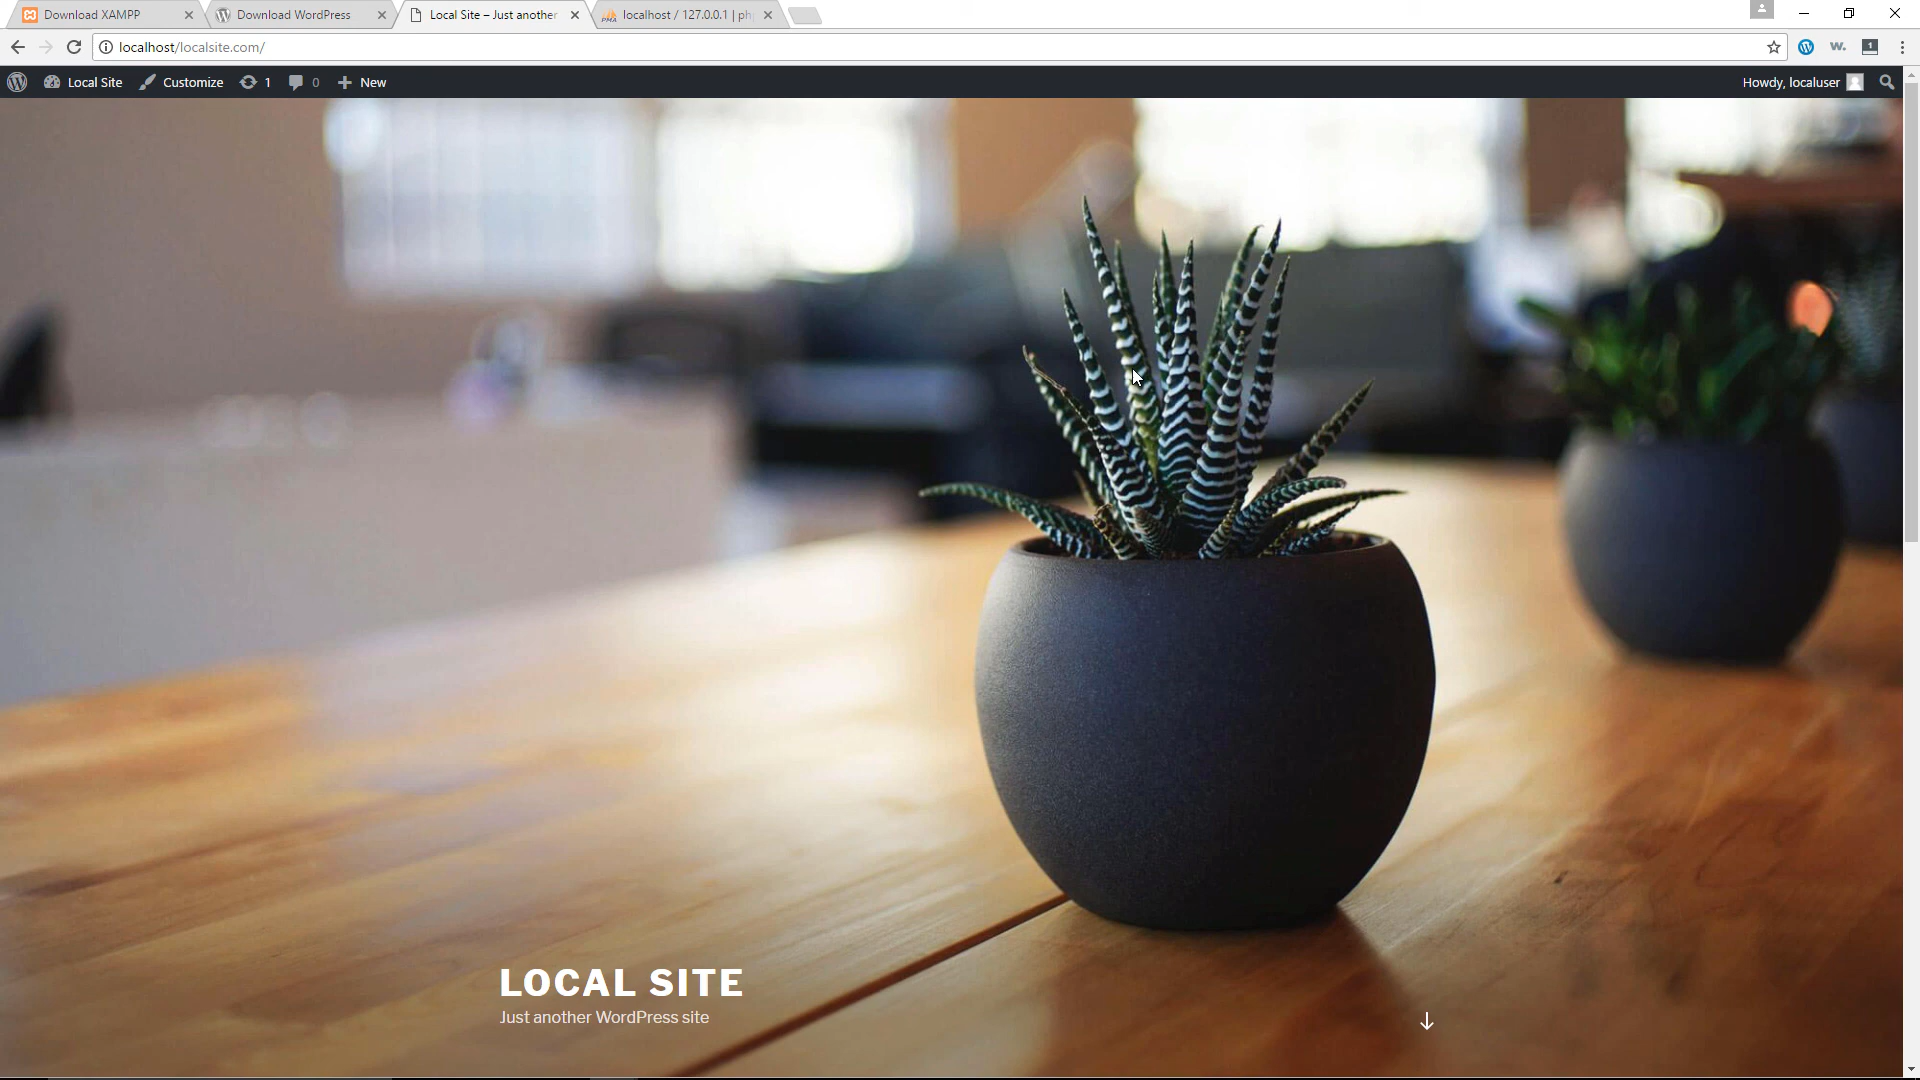 Download XAMPP
Download WordPress
Local Site – Just another
localhost / 127.0.0.1 | ph
localhost/localsite.com/
W.
1
Local Site
Customize
1
0
New
Howdy, localuser
LOCAL SITE
Just another WordPress site